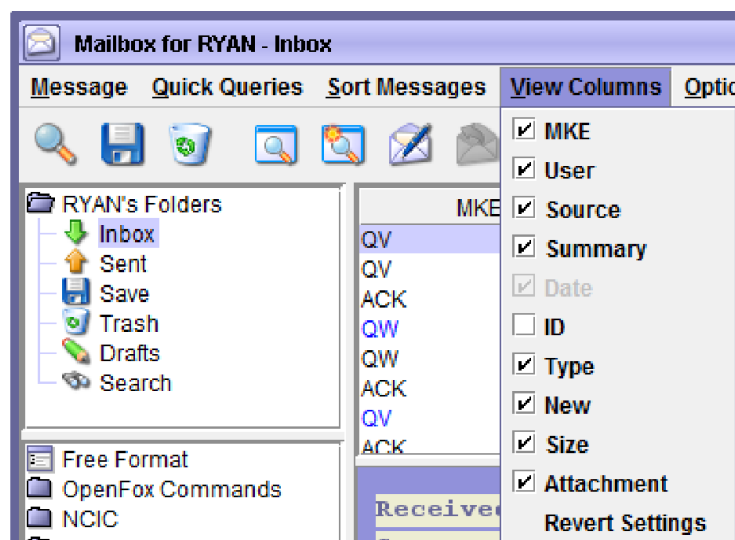 Mailbox for RYAN - Inbox
Message Quick Queries Sort Messages View Columns Optio
MKE
User
Source
Summary
Date
ID
Type
New
Size
Attachment
Revert Settings
RYAN's Folders
Inbox
Sent
Save
Trash
Drafts
Search
MKE
QV
QV
ACK
QW
QW
ACK
QV
ACK
Free Format
OpenFox Commands
NCIC
Received